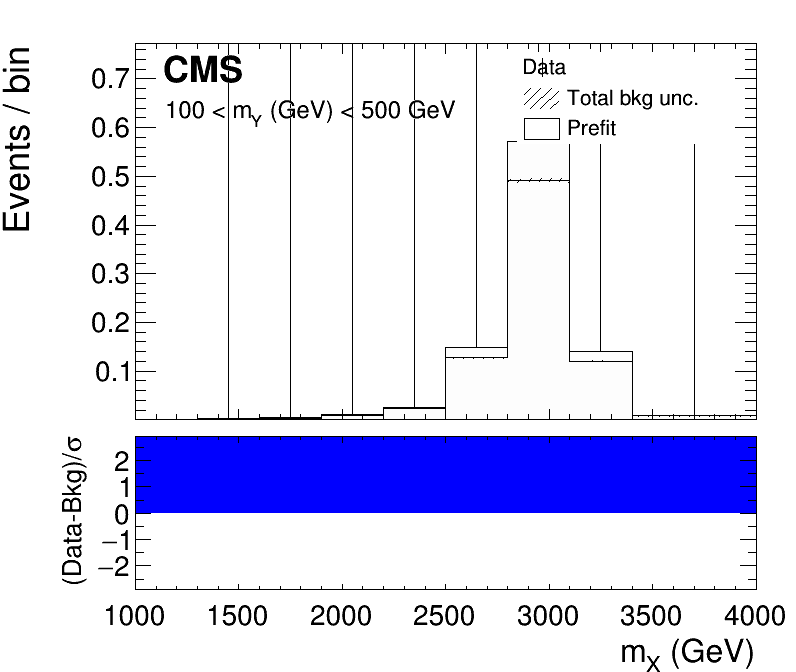 Events / bin
CMS
100 < m_Y (GeV) < 500 GeV
Data
Total bkg unc.
Prefit
0.7
0.6
0.5
0.4
0.3
0.2
0.1
(Data-Bkg)/σ
2
1
0
−1
−2
1000 1500 2000 2500 3000 3500 4000
m_X (GeV)